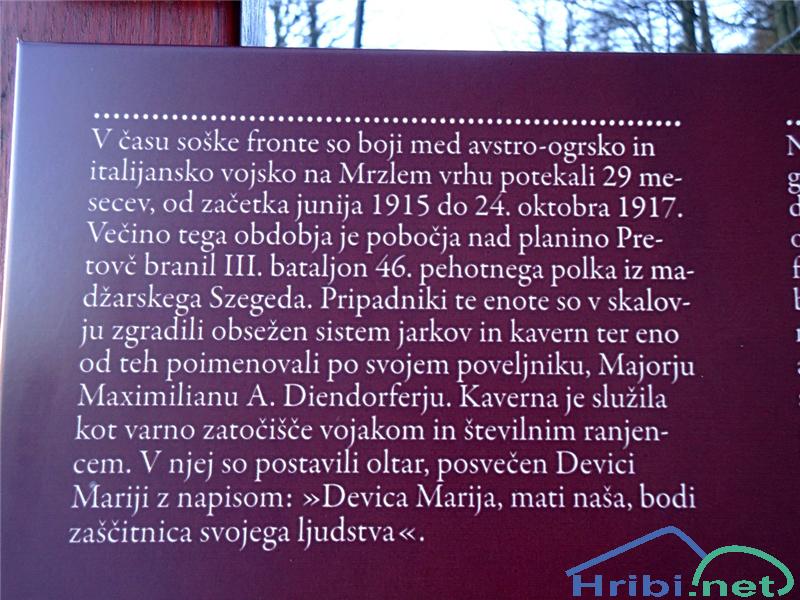 V času soške fronte so boji med avstro-ogrsko in
italijansko vojsko na Mrzlem vrhu potekali 29 me-
secev, od začetka junija 1915 do 24. oktobra 1917.
Večino tega obdobja je pobočja nad planino Pre-
tovč branil III. bataljon 46. pehotnega polka iz ma-
džarskega Szegeda. Pripadniki te enote so v skalov-
ju zgradili obsežen sistem jarkov in kavern ter eno
od teh poimenovali po svojem poveljniku, Majorju
Maximilianu A. Diendorferju. Kaverna je služila
kot varno zatočišče vojakom in številnim ranjen-
cem. V njej so postavili oltar, posvečen Devici
Mariji z napisom: »Devica Marija, mati naša, bodi
zaščitnica svojega ljudstva«.
Hribi.net